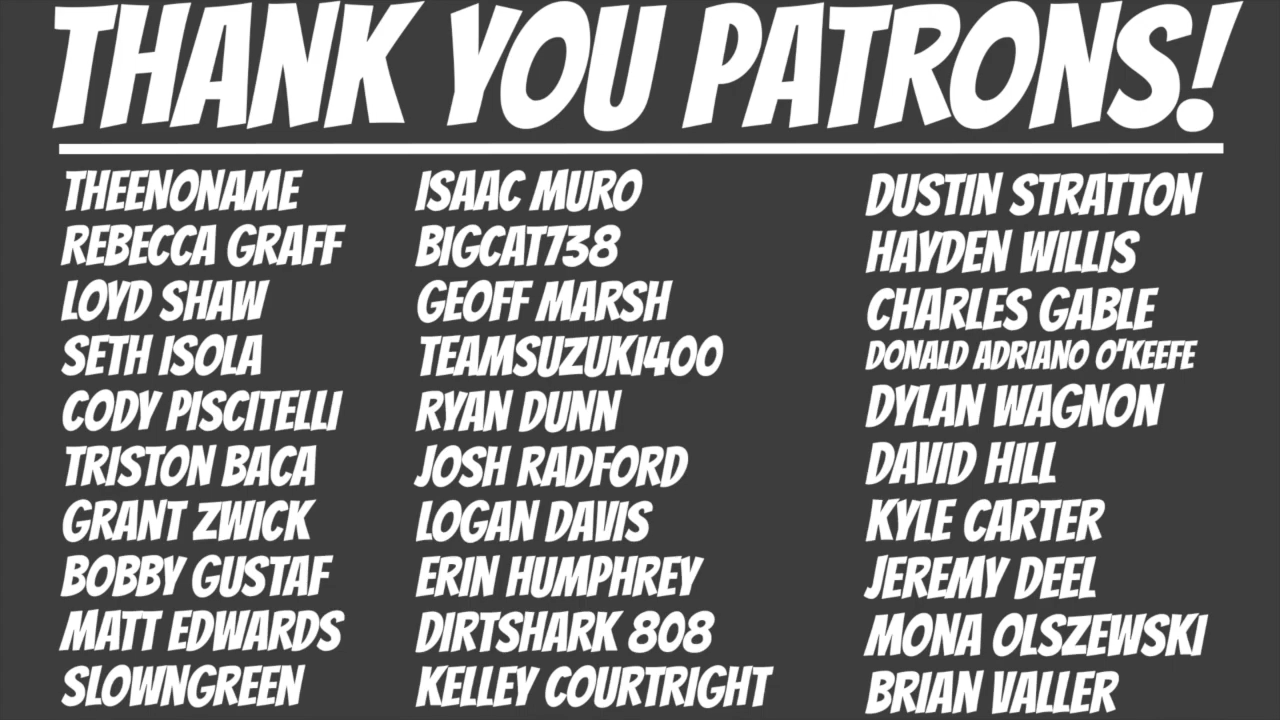 THANK YOU PATRONS!
THEENONAME
REBECCA GRAFF
LOYD SHAW
SETH ISOLA
CODY PISCITELLI
TRISTON BACA
GRANT ZWICK
BOBBY GUSTAF
MATT EDWARDS
SLOWNGREEN
ISAAC MURO
BIGCAT738
GEOFF MARSH
TEAMSUZUKI400
RYAN DUNN
JOSH RADFORD
LOGAN DAVIS
ERIN HUMPHREY
DIRTSHARK 808
KELLEY COURTRIGHT
DUSTIN STRATTON
HAYDEN WILLIS
CHARLES GABLE
DONALD ADRIANO O'KEEFE
DYLAN WAGNON
DAVID HILL
KYLE CARTER
JEREMY DEEL
MONA OLSZEWSKI
BRIAN VALLER